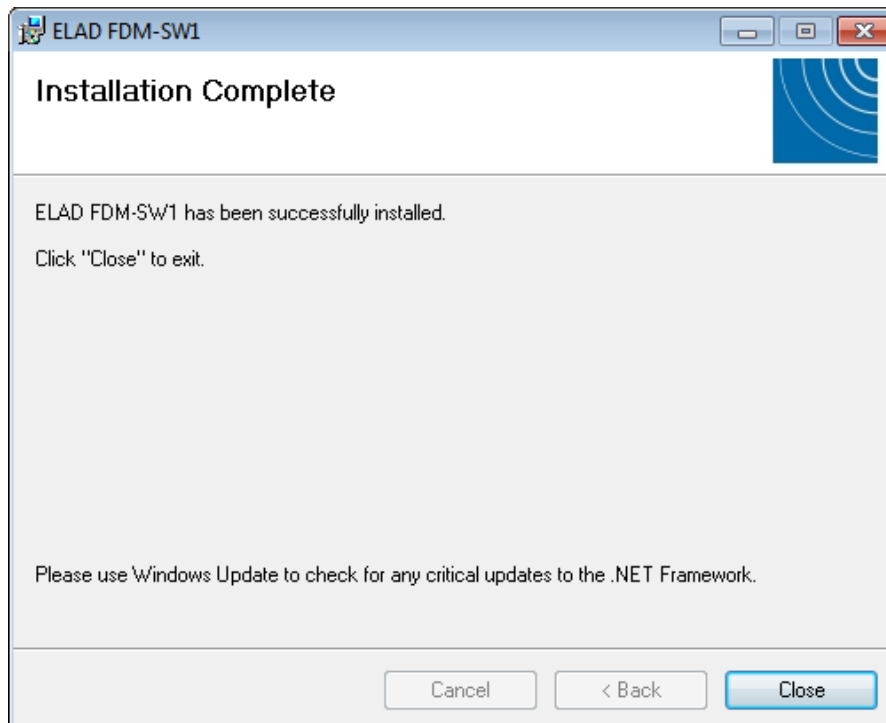 ELAD FDM-SW1
Installation Complete
ELAD FDM-SW1 has been successfully installed.
Click "Close" to exit.
Please use Windows Update to check for any critical updates to the .NET Framework.
Cancel
< Back
Close